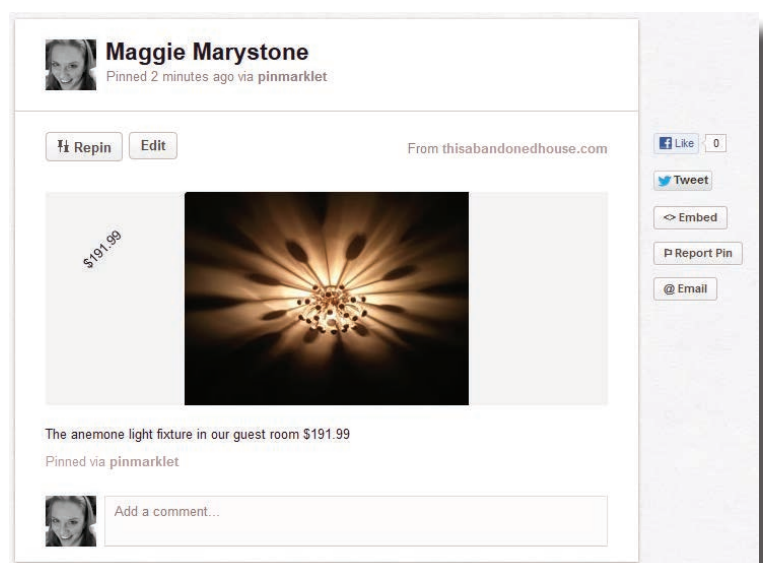 Maggie Marystone
Pinned 2 minutes ago via pinmarklet
Repin
Edit
From thisabandonedhouse.com
$191.99
The anemone light fixture in our guest room $191.99
Pinned via pinmarklet
Add a comment...
f Like 0
Tweet
<> Embed
Report Pin
@ Email